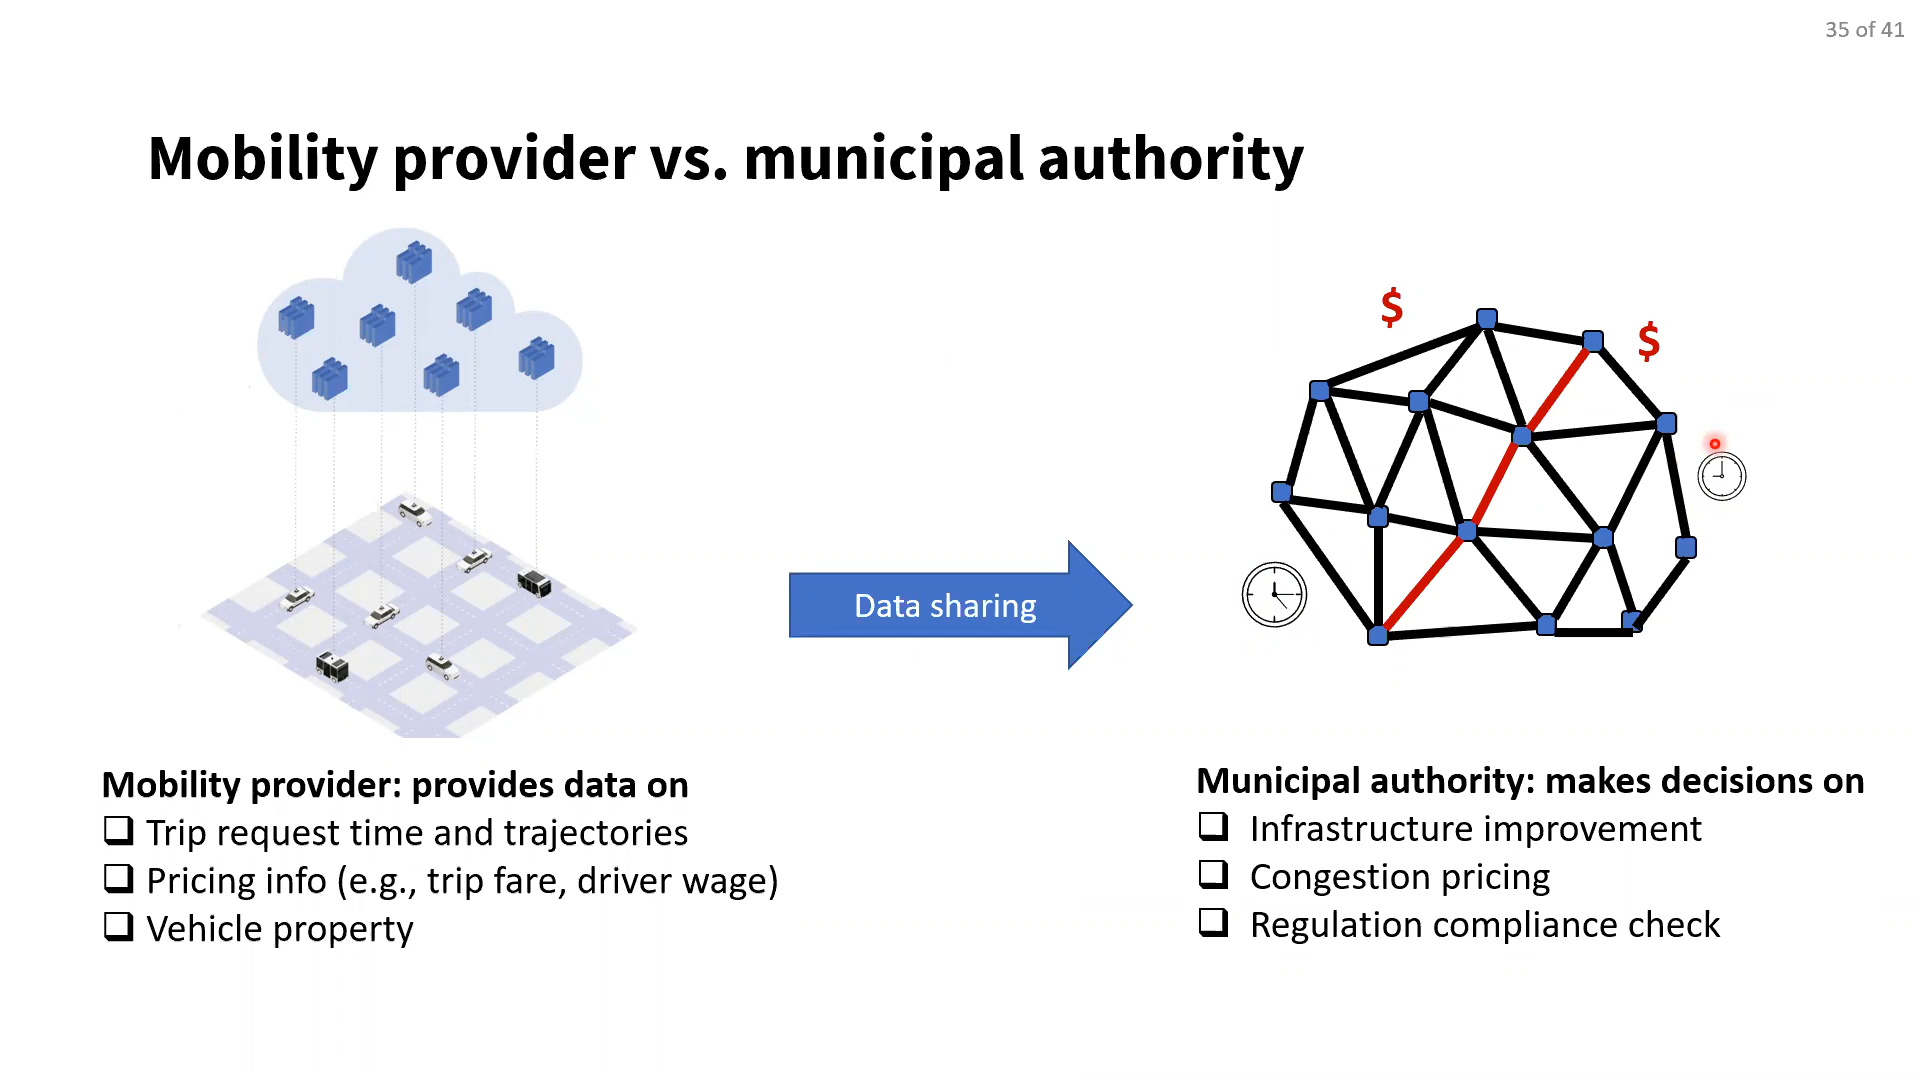 35 of 41
Mobility provider vs. municipal authority
$
$
Data sharing
Mobility provider: provides data on
Trip request time and trajectories
Pricing info (e.g., trip fare, driver wage)
Vehicle property
Municipal authority: makes decisions on
Infrastructure improvement
Congestion pricing
Regulation compliance check